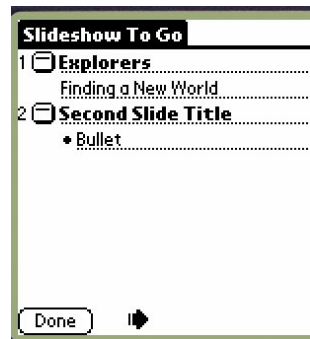 Slideshow To Go
1 Explorers
Finding a New World
2 Second Slide Title
• Bullet
Done